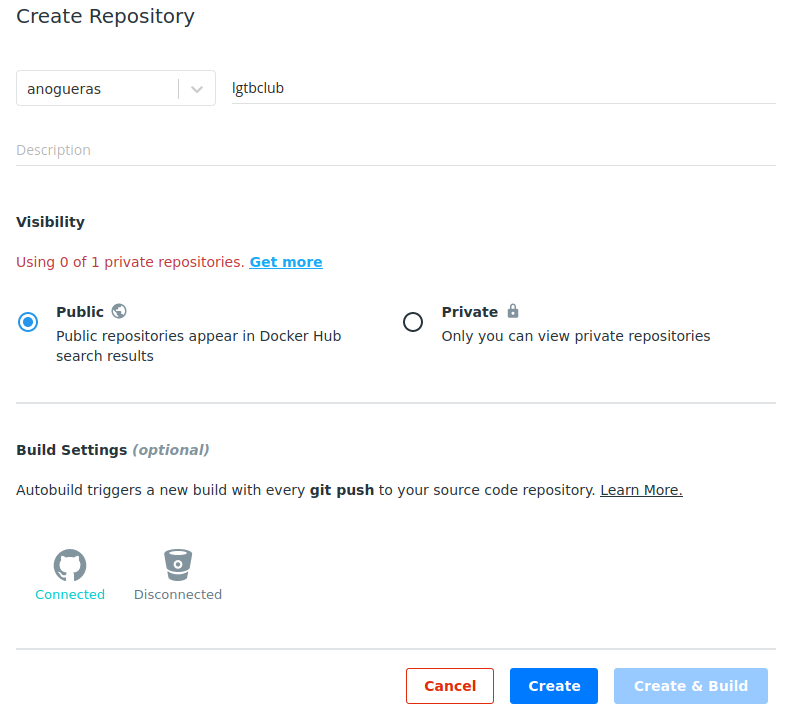 Create Repository
anogueras
lgtbclub
Description
Visibility
Using 0 of 1 private repositories. Get more
Public
Private
Public repositories appear in Docker Hub
search results
Only you can view private repositories
Build Settings (optional)
Autobuild triggers a new build with every git push to your source code repository. Learn More.
Connected
Disconnected
Cancel
Create
Create & Build